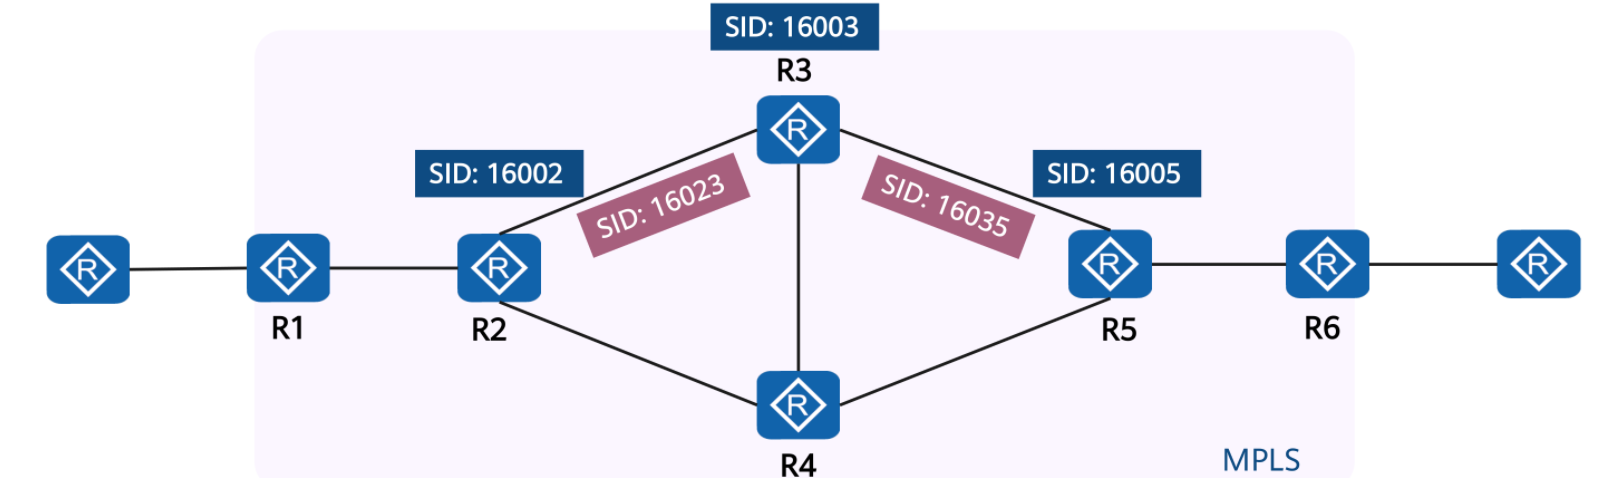 SID: 16003
R3
R
SID: 16002
SID: 16005
SID: 16023
SID: 16035
R
R
R
R
R
R
R1
R2
R5
R6
R
R4
MPLS